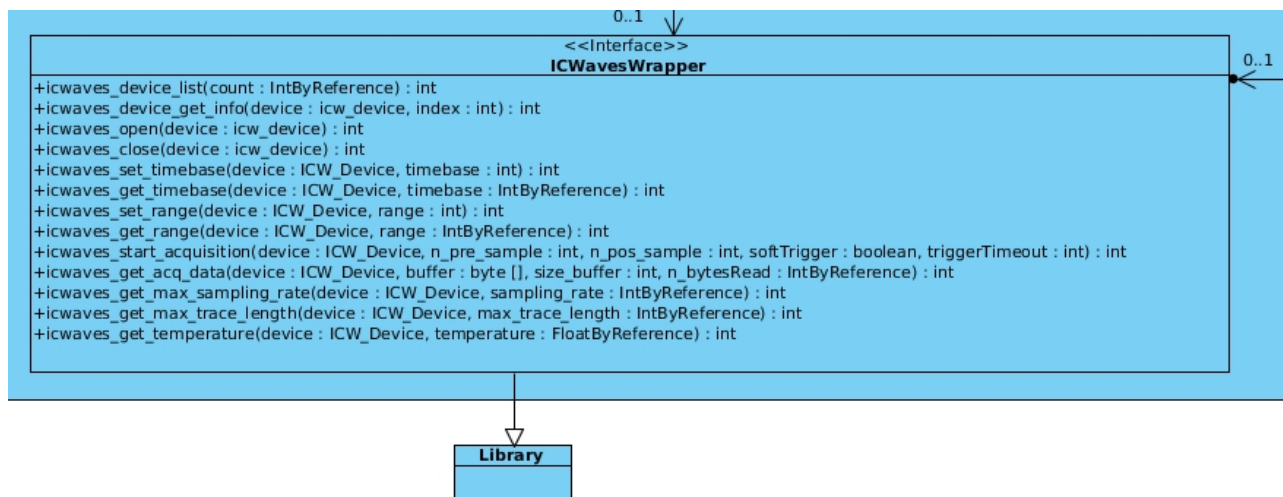 0..1
<<Interface>>
ICWavesWrapper
0..1
+icwaves_device_list(count : IntByReference) : int
+icwaves_device_get_info(device : icw_device, index : int) : int
+icwaves_open(device : icw_device) : int
+icwaves_close(device : icw_device) : int
+icwaves_set_timebase(device : ICW_Device, timebase : int) : int
+icwaves_get_timebase(device : ICW_Device, timebase : IntByReference) : int
+icwaves_set_range(device : ICW_Device, range : int) : int
+icwaves_get_range(device : ICW_Device, range : IntByReference) : int
+icwaves_start_acquisition(device : ICW_Device, n_pre_sample : int, n_pos_sample : int, softTrigger : boolean, triggerTimeout : int) : int
+icwaves_get_acq_data(device : ICW_Device, buffer : byte [], size_buffer : int, n_bytesRead : IntByReference) : int
+icwaves_get_max_sampling_rate(device : ICW_Device, sampling_rate : IntByReference) : int
+icwaves_get_max_trace_length(device : ICW_Device, max_trace_length : IntByReference) : int
+icwaves_get_temperature(device : ICW_Device, temperature : FloatByReference) : int
Library